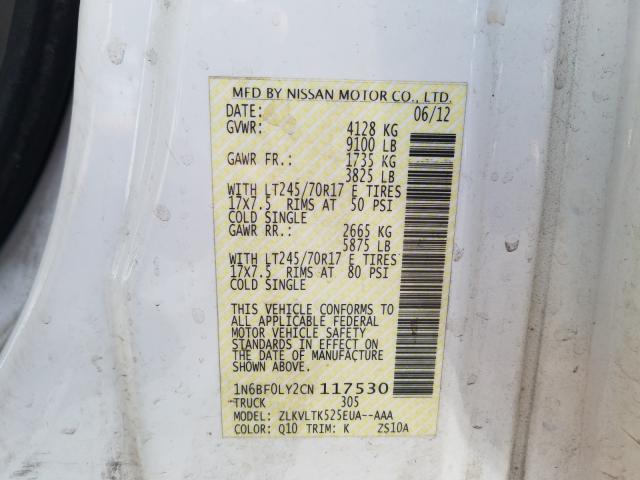 MFD BY NISSAN MOTOR CO., LTD.
DATE: 06/12
GVWR: 4128 KG
9100 LB
GAWR FR.: 1735 KG
3825 LB
WITH LT245/70R17 E TIRES
17X7.5 RIMS AT 50 PSI
COLD SINGLE
GAWR RR.: 2665 KG
5875 LB
WITH LT245/70R17 E TIRES
17X7.5 RIMS AT 80 PSI
COLD SINGLE
THIS VEHICLE CONFORMS TO
ALL APPLICABLE FEDERAL
MOTOR VEHICLE SAFETY
STANDARDS IN EFFECT ON
THE DATE OF MANUFACTURE
SHOWN ABOVE.
1N6BF0LY2CN 117530
TRUCK 305
MODEL: ZLKVLTK525EUA--AAA
COLOR: Q10 TRIM: K ZS10A